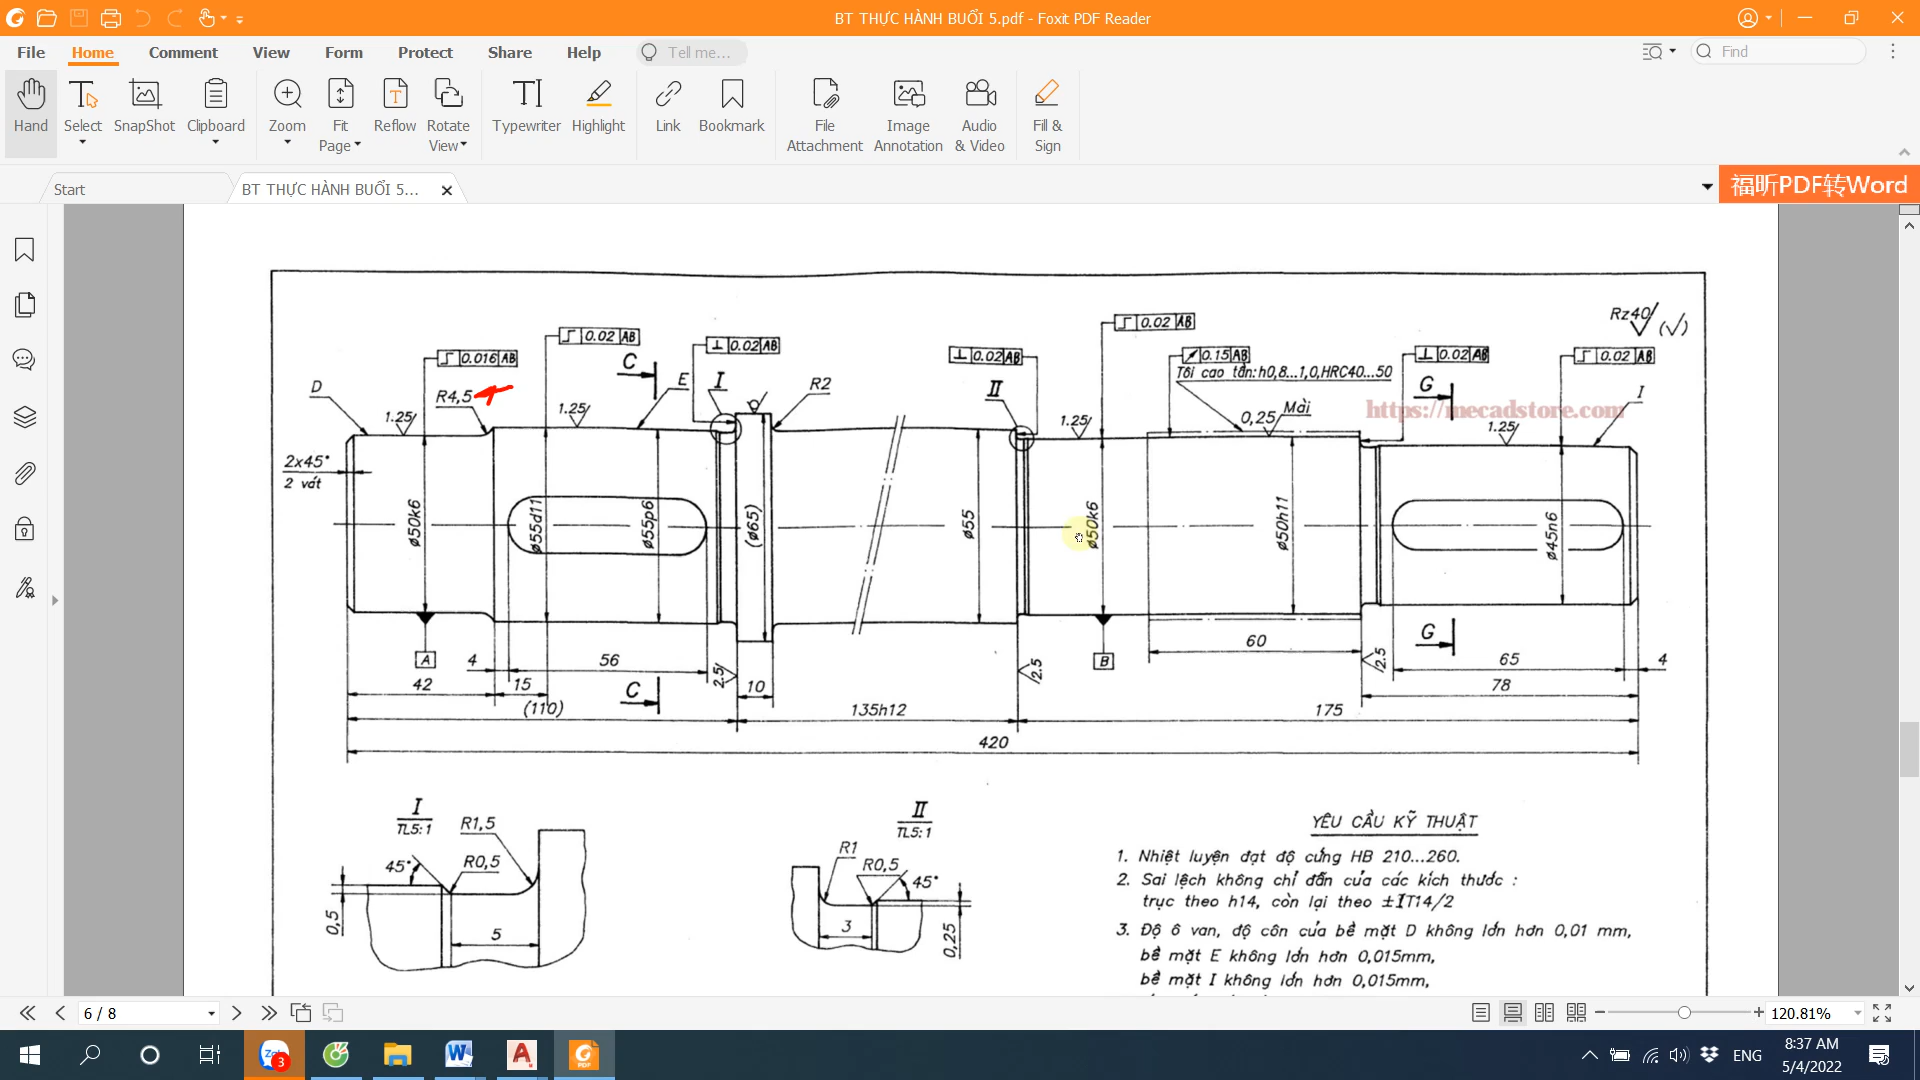 BT THỰC HÀNH BUỔI 5.pdf - Foxit PDF Reader
File Home Comment View Form Protect Share Help Tell me... Find
Hand Select SnapShot Clipboard Zoom Fit Page Reflow Rotate View Typewriter Highlight Link Bookmark File Attachment Image Annotation Audio & Video Fill & Sign
Start BT THỰC HÀNH BUỔI 5... 福昕PDF转Word
Rz40 (√)
0.02 AB
0.02 AB
0.02 AB
0.016 AB
0.02 AB
0.15 AB
0.02 AB
0.02 AB
Tôi cao tần: h0,8...1,0, HRC40...50
D
R4,5
1.25
C
E
I
R2
II
1.25
0,25
Mài
G
I
https://mecadstore.com
1.25
1.25
2x45°
2 vát
ø50k6
ø55d11
ø55p6
(ø65)
ø55
ø50k6
ø50h11
ø45n6
A
4
56
2.5
2.5
B
60
2.5
G
65
4
42
15
C
10
78
(110)
135h12
175
420
I
TL5:1
R1,5
45°
R0,5
0,5
5
II
TL5:1
R1
R0,5
45°
3
0,25
YÊU CẦU KỸ THUẬT
1. Nhiệt luyện đạt độ cứng HB 210...260.
2. Sai lệch không chỉ dẫn của các kích thước :
trục theo h14, còn lại theo ±IT14/2
3. Độ ô van, độ côn của bề mặt D không lớn hơn 0,01 mm,
bề mặt E không lớn hơn 0,015mm,
bề mặt I không lớn hơn 0,015mm,
6 / 8
120.81%
3
ENG
8:37 AM
5/4/2022